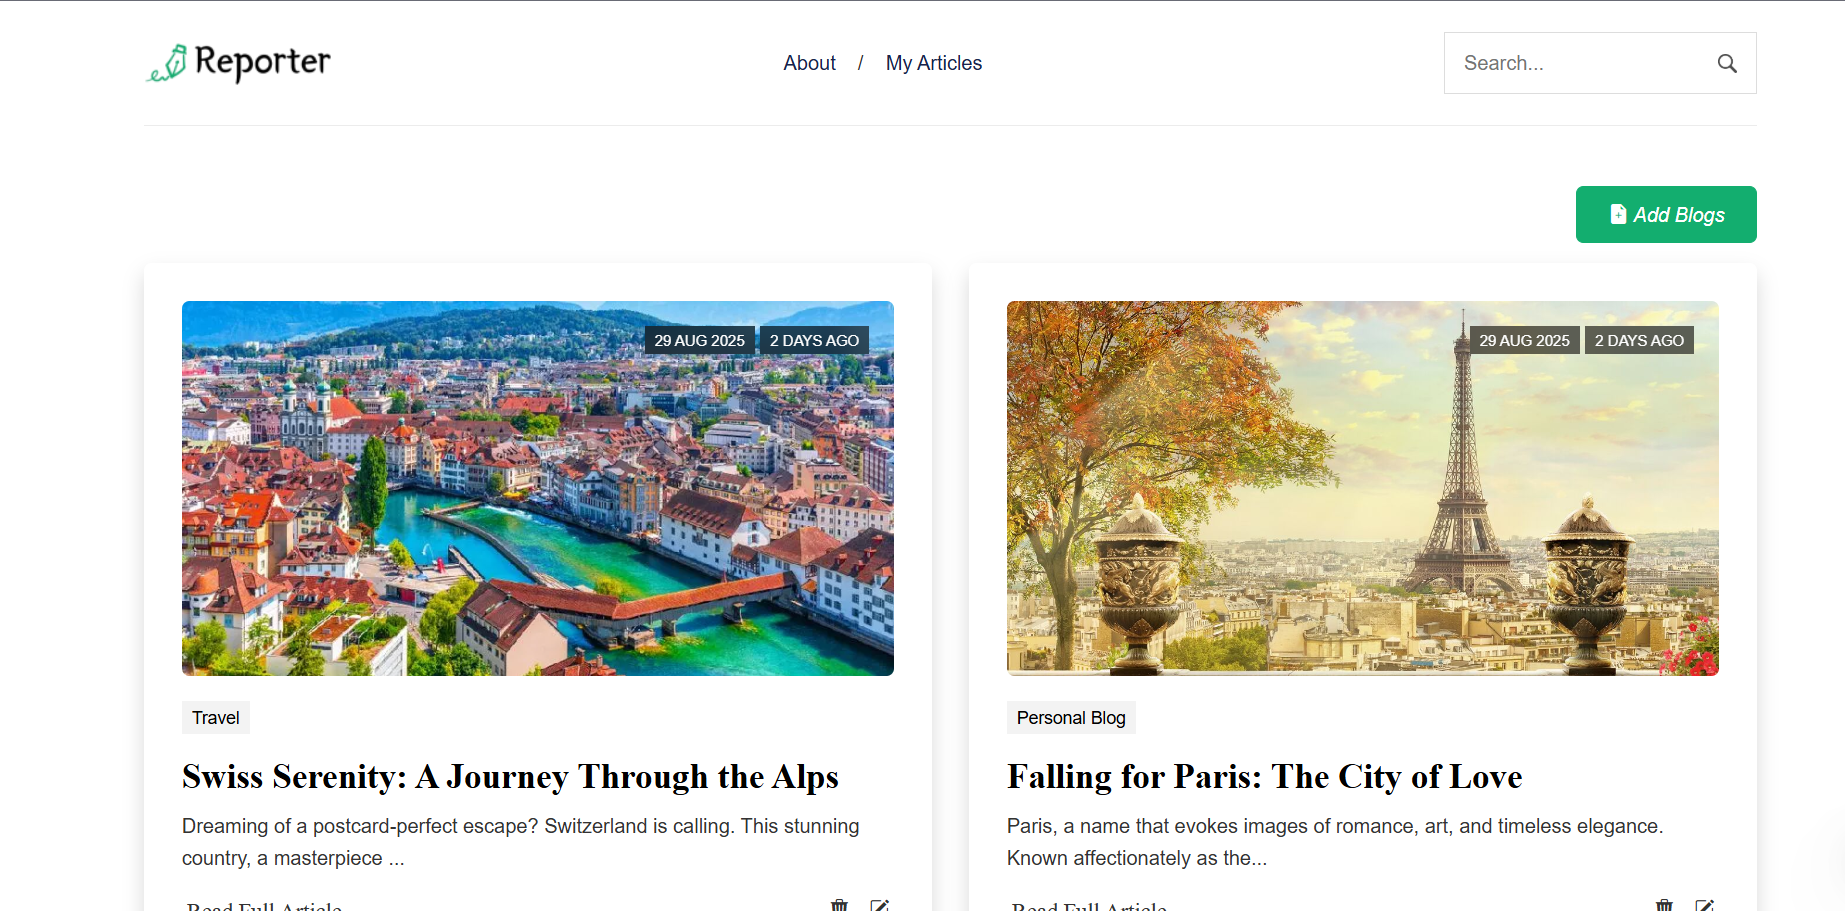 Reporter
About / My Articles
Search...
Add Blogs
29 AUG 2025 2 DAYS AGO
Travel
Swiss Serenity: A Journey Through the Alps
Dreaming of a postcard-perfect escape? Switzerland is calling. This stunning
country, a masterpiece ...
Read Full Article
29 AUG 2025 2 DAYS AGO
Personal Blog
Falling for Paris: The City of Love
Paris, a name that evokes images of romance, art, and timeless elegance.
Known affectionately as the...
Read Full Article